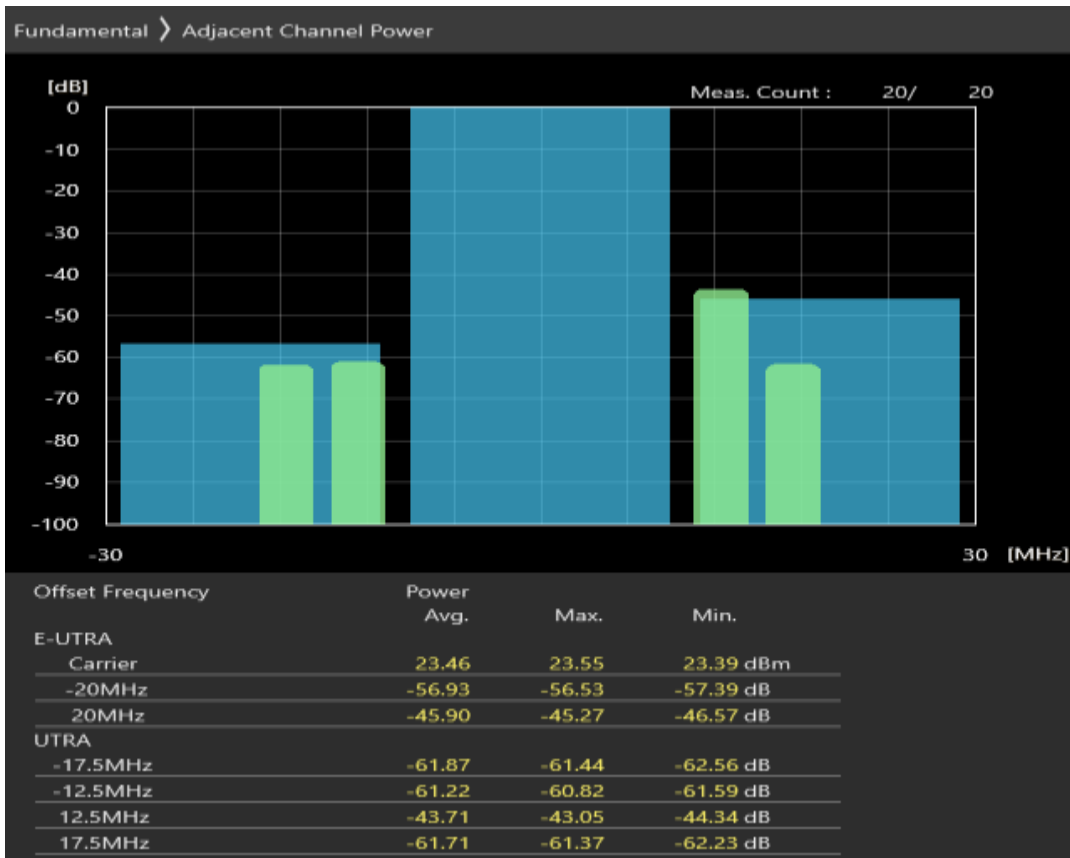 Fundamental 〉 Adjacent Channel Power
[dB]
Meas. Count : 20/ 20
0
-10
-20
-30
-40
-50
-60
-70
-80
-90
-100
-30 30 [MHz]
Offset Frequency Power
Avg. Max. Min.
E-UTRA
Carrier 23.46 23.55 23.39 dBm
-20MHz -56.93 -56.53 -57.39 dB
20MHz -45.90 -45.27 -46.57 dB
UTRA
-17.5MHz -61.87 -61.44 -62.56 dB
-12.5MHz -61.22 -60.82 -61.59 dB
12.5MHz -43.71 -43.05 -44.34 dB
17.5MHz -61.71 -61.37 -62.23 dB